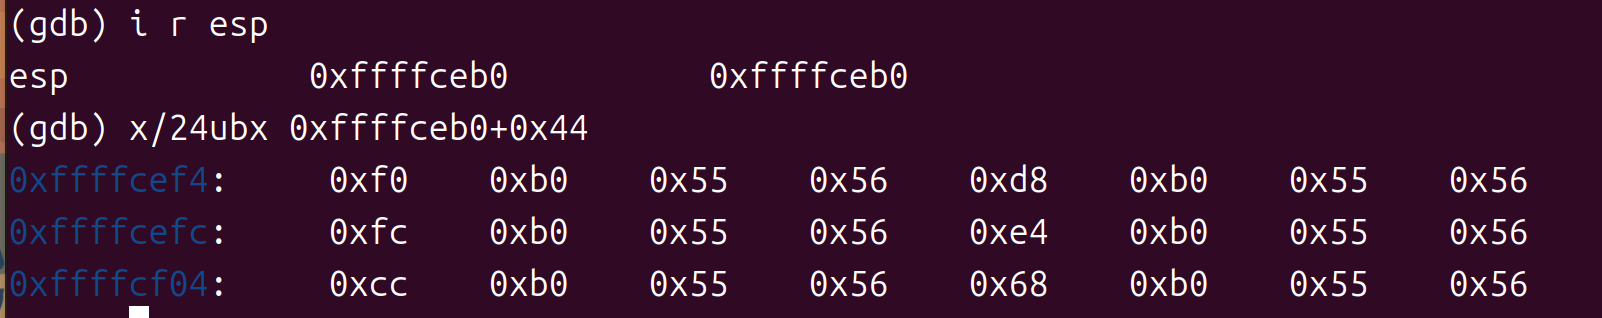 (gdb) i r esp
esp 0xffffceb0 0xffffceb0
(gdb) x/24ubx 0xffffceb0+0x44
0xffffcef4: 0xf0 0xb0 0x55 0x56 0xd8 0xb0 0x55 0x56
0xffffcefc: 0xfc 0xb0 0x55 0x56 0xe4 0xb0 0x55 0x56
0xffffcf04: 0xcc 0xb0 0x55 0x56 0x68 0xb0 0x55 0x56